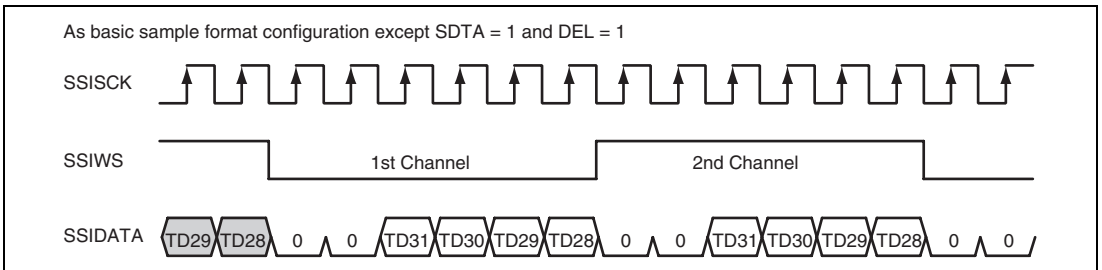 As basic sample format configuration except SDTA = 1 and DEL = 1
SSISCK
SSIWS 1st Channel 2nd Channel
SSIDATA TD29 TD28 0 0 TD31 TD30 TD29 TD28 0 0 TD31 TD30 TD29 TD28 0 0